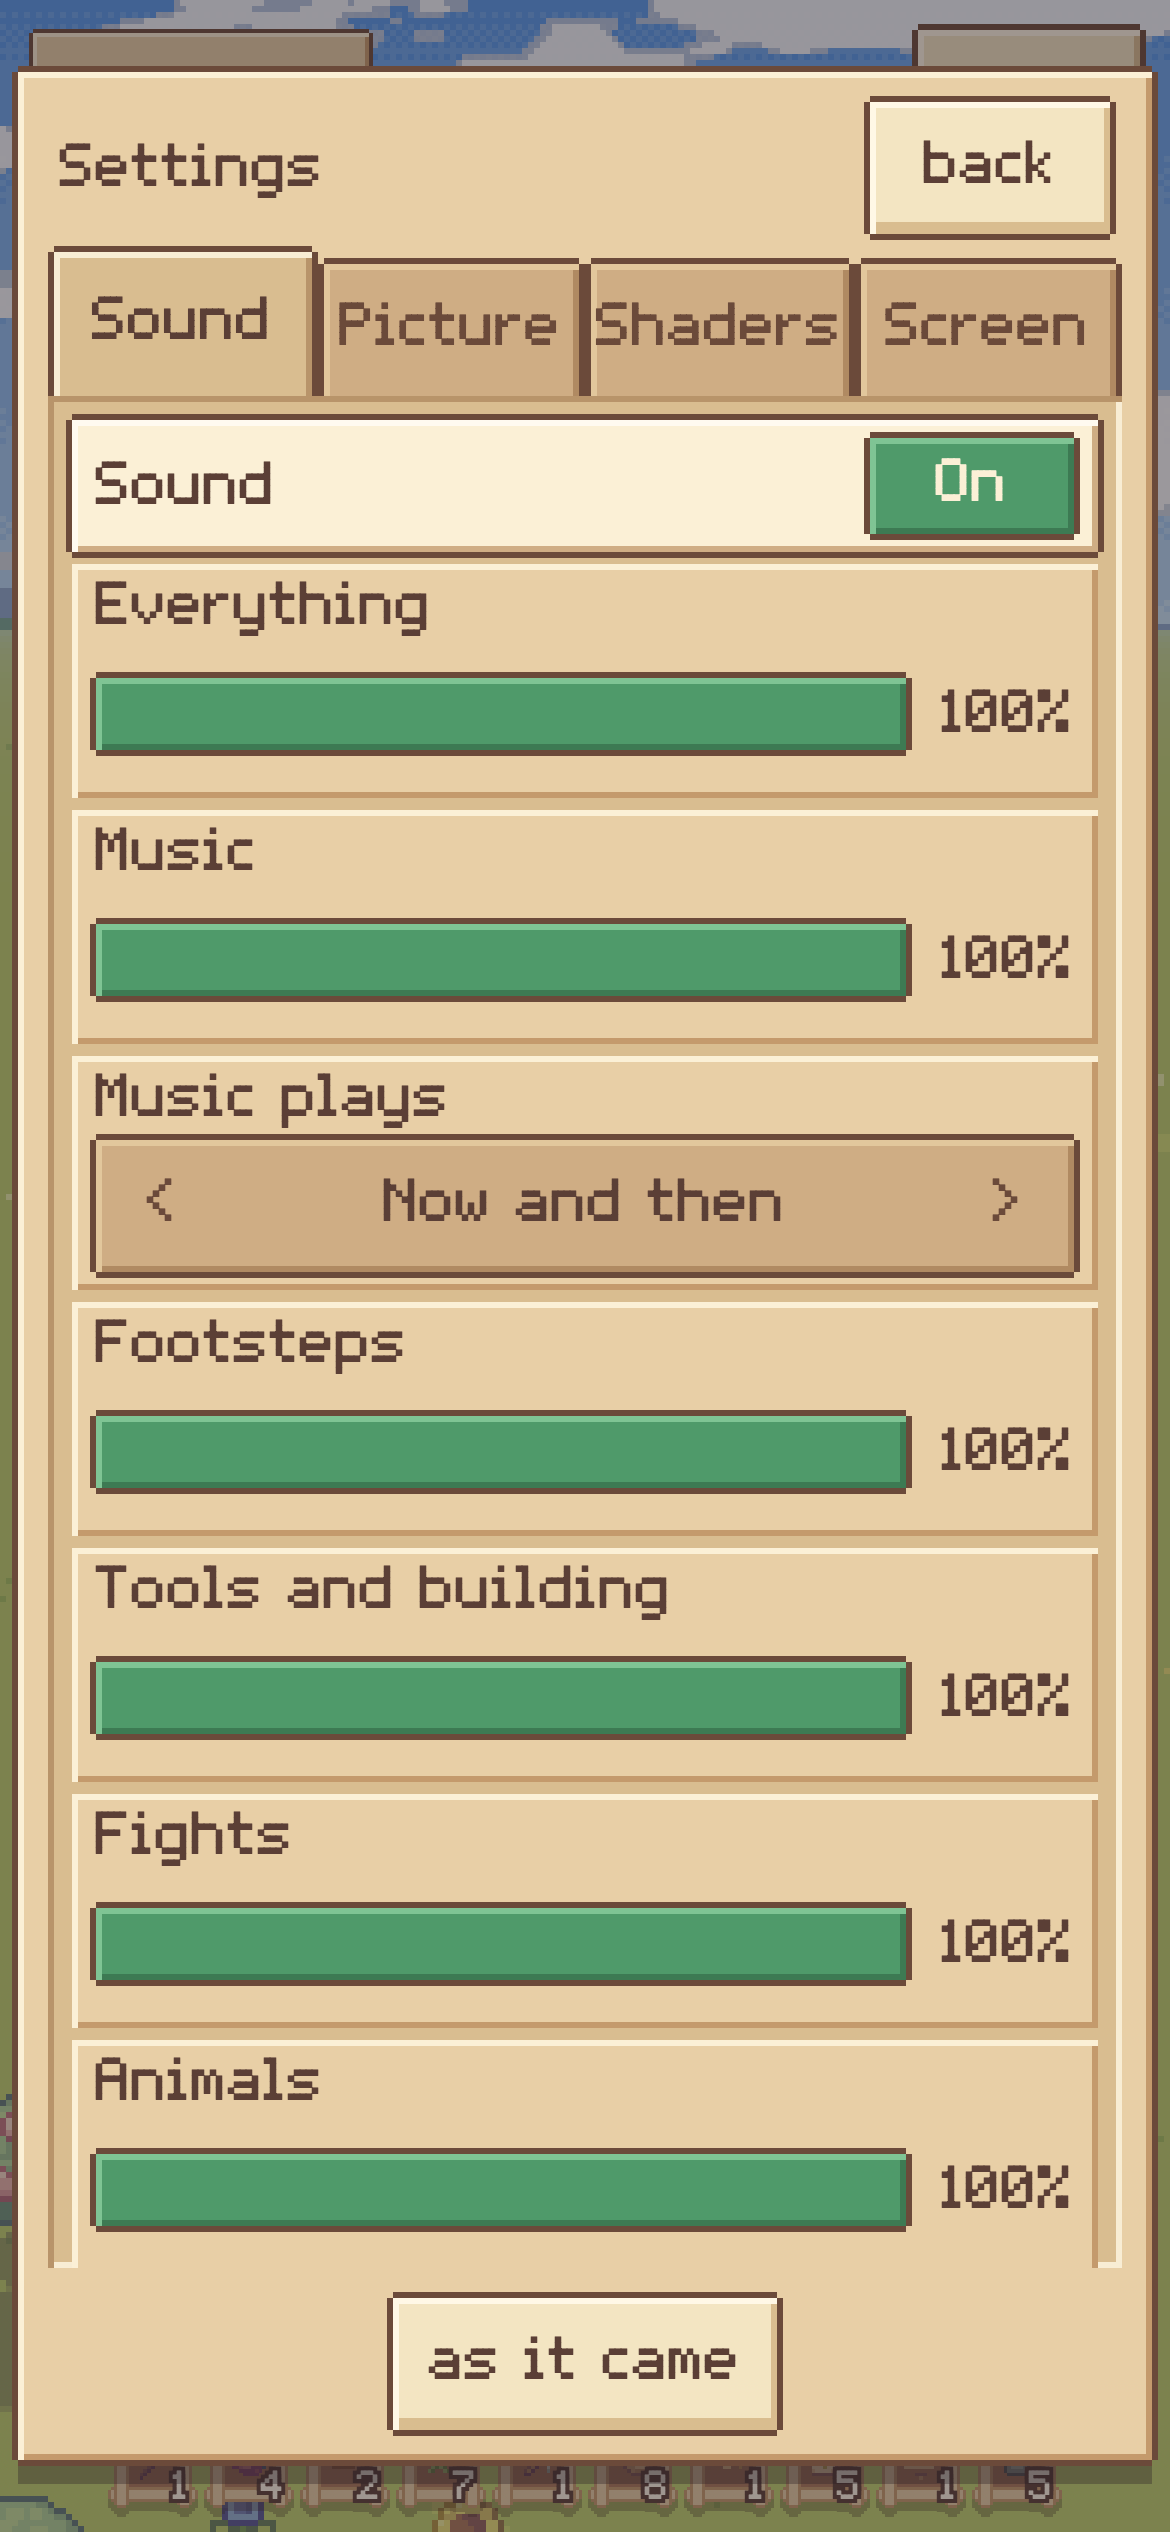 Settings
back
Sound
Picture
Shaders
Screen
Sound
On
Everything
100%
Music
100%
Music plays
< Now and then >
Footsteps
100%
Tools and building
100%
Fights
100%
Animals
100%
as it came
1 4 2 7 1 8 1 5 1 5